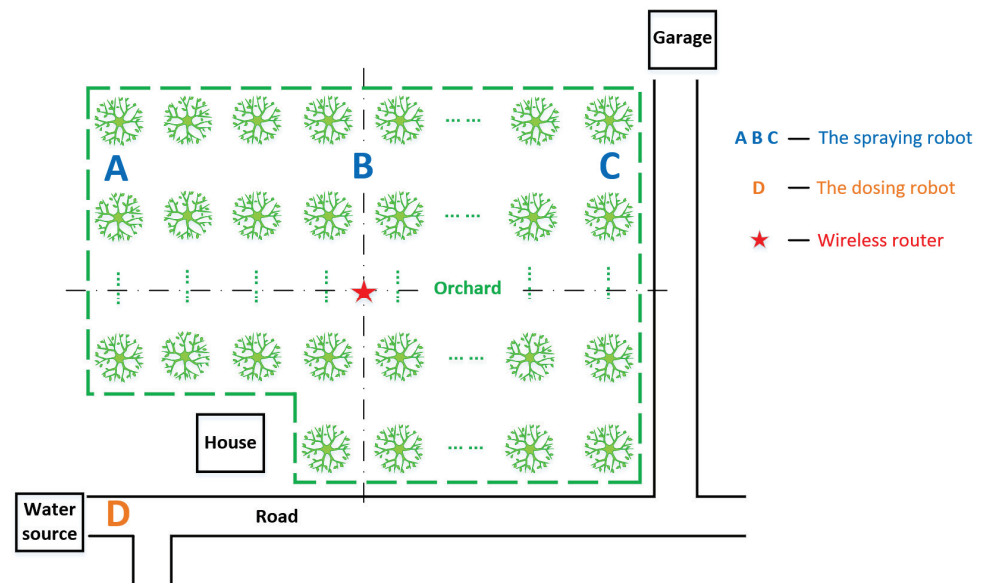 Garage
A B C — The spraying robot
A
B
C
D — The dosing robot
Wireless router
Orchard
House
Water
source
D
Road